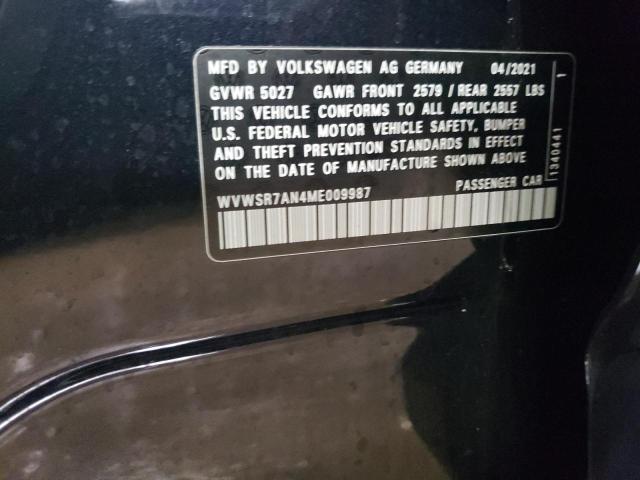 MFD BY VOLKSWAGEN AG GERMANY 04/2021
GVWR 5027 GAWR FRONT 2579 / REAR 2557 LBS
THIS VEHICLE CONFORMS TO ALL APPLICABLE
U.S. FEDERAL MOTOR VEHICLE SAFETY, BUMPER
AND THEFT PREVENTION STANDARDS IN EFFECT
ON THE DATE OF MANUFACTURE SHOWN ABOVE
WVWSR7AN4ME009987 PASSENGER CAR
1340441 1